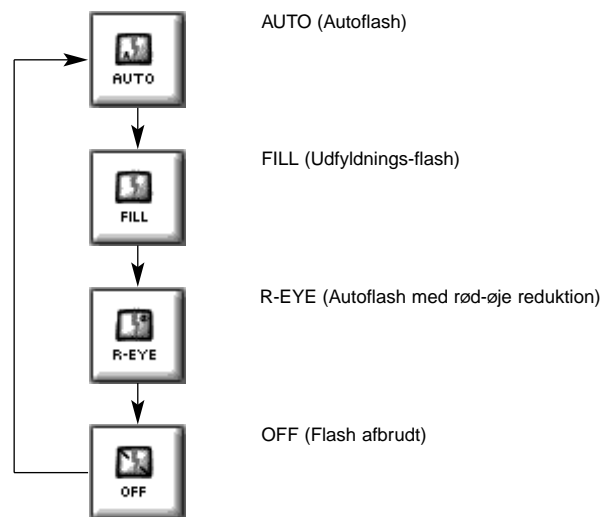 AUTO (Autoflash)
AUTO
FILL (Udfyldnings-flash)
FILL
R-EYE (Autoflash med rød-øje reduktion)
R-EYE
OFF (Flash afbrudt)
OFF